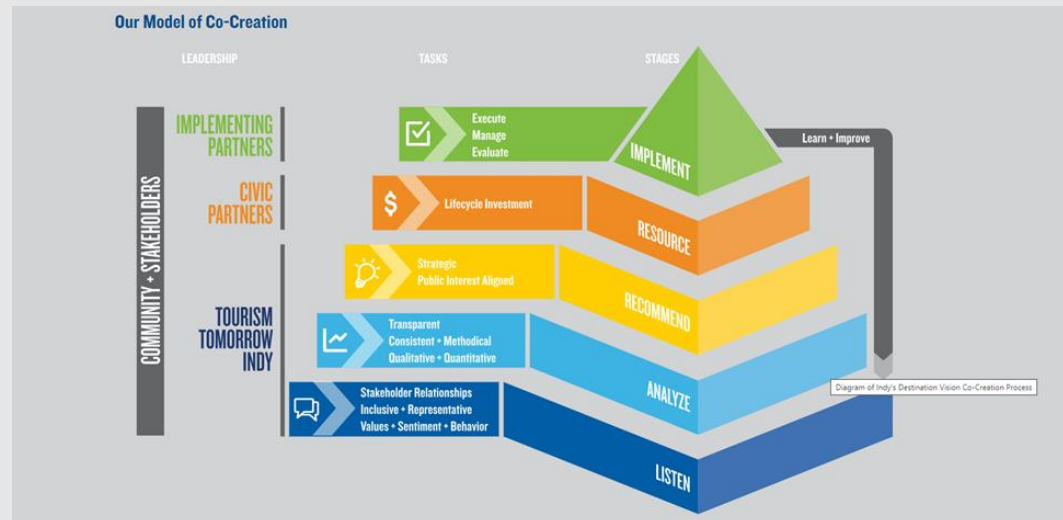 Our Model of Co-Creation
LEADERSHIP
TASKS
STAGES
COMMUNITY + STAKEHOLDERS
IMPLEMENTING
PARTNERS
Execute
Manage
Evaluate
IMPLEMENT
Learn + Improve
CIVIC
PARTNERS
$
Lifecycle Investment
RESOURCE
TOURISM
TOMORROW
INDY
Strategic
Public Interest Aligned
RECOMMEND
Transparent
Consistent + Methodical
Qualitative + Quantitative
ANALYZE
Diagram of Indy's Destination Vision Co-Creation Process
Stakeholder Relationships
Inclusive + Representative
Values + Sentiment + Behavior
LISTEN